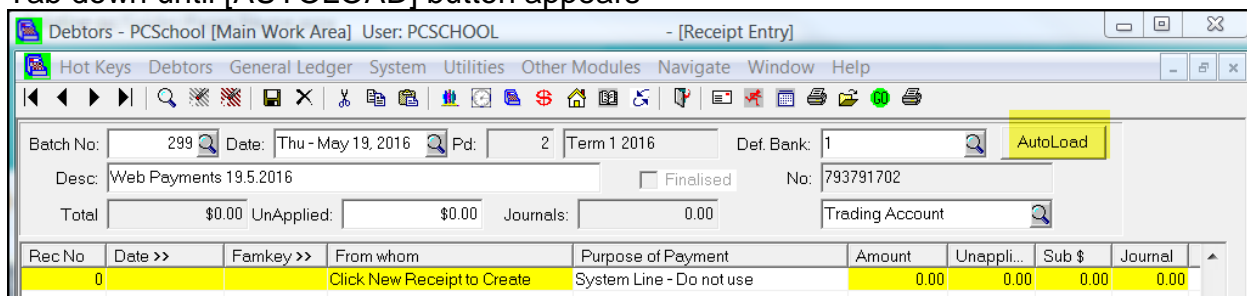 Tab down until [AUTOLOAD] button appears
Debtors - PCSchool [Main Work Area] User: PCSCHOOL - [Receipt Entry]
Hot Keys Debtors General Ledger System Utilities Other Modules Navigate Window Help
Batch No: 299 Date: Thu - May 19, 2016 Pd: 2 Term 1 2016 Def. Bank: 1 AutoLoad
Desc: Web Payments 19.5.2016 Finalised No: 793791702
Total $0.00 UnApplied: $0.00 Journals: 0.00 Trading Account
Rec No Date >> Famkey >> From whom Purpose of Payment Amount Unappli... Sub $ Journal
0 Click New Receipt to Create System Line - Do not use 0.00 0.00 0.00 0.00